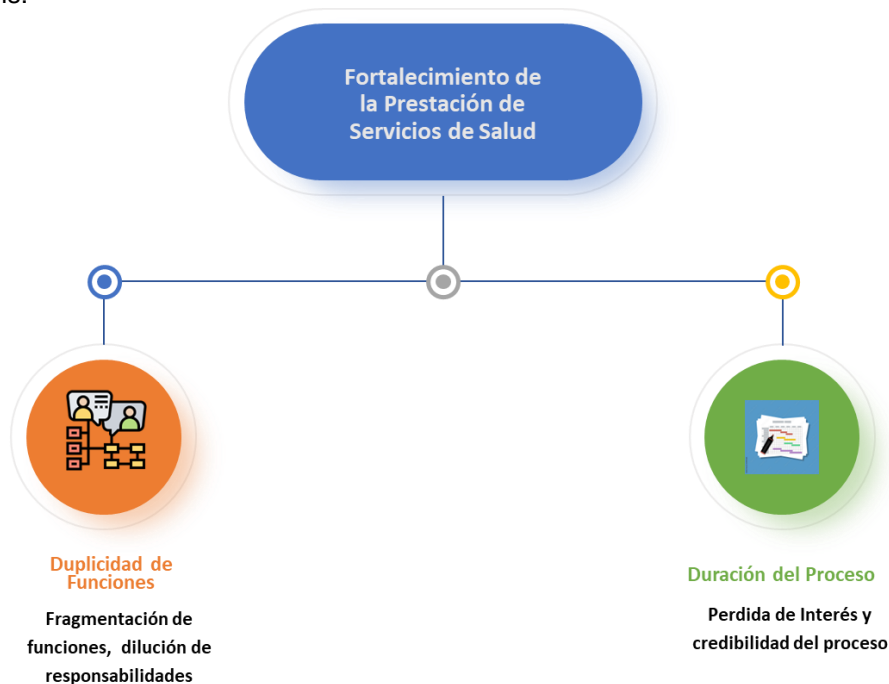 Fortalecimiento de
la Prestación de
Servicios de Salud
Duplicidad de
Funciones
Fragmentación de
funciones, dilución de
responsabilidades
Duración del Proceso
Perdida de Interés y
credibilidad del proceso